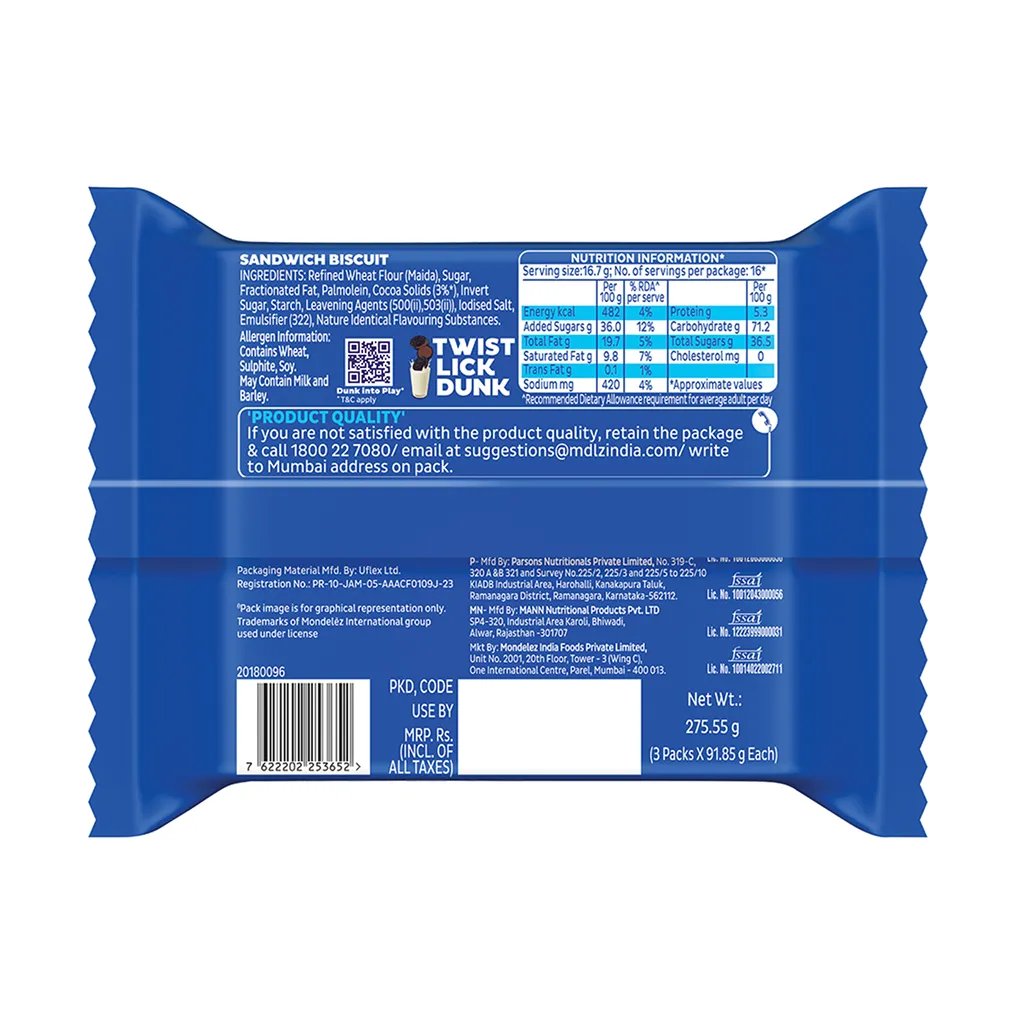 SANDWICH BISCUIT
INGREDIENTS: Refined Wheat Flour (Maida), Sugar,
Fractionated Fat, Palmolein, Cocoa Solids (3%*), Invert
Sugar, Starch, Leavening Agents (500(ii),503(ii)), Iodised Salt,
Emulsifier (322), Nature Identical Flavouring Substances.
Allergen Information:
Contains Wheat,
Sulphite, Soy.
May Contain Milk and
Barley.
Dunk Into Play*
*T&C apply
TWIST
LICK
DUNK
NUTRITION INFORMATION*
Serving size:16.7 g; No. of servings per package: 16*
Per 100 g % RDA^ per serve Per 100 g
Energy kcal 482 4% Protein g 5.3
Added Sugars g 36.0 12% Carbohydrate g 71.2
Total Fat g 19.7 5% Total Sugars g 36.5
Saturated Fat g 9.8 7% Cholesterol mg 0
Trans Fat g 0.1 1%
Sodium mg 420 4% *Approximate values
^Recommended Dietary Allowance requirement for average adult per day
'PRODUCT QUALITY'
If you are not satisfied with the product quality, retain the package
& call 1800 22 7080/ email at suggestions@mdlzindia.com/ write
to Mumbai address on pack.
Packaging Material Mfd. By: Uflex Ltd.
Registration No.: PR-10-JAM-05-AAACF0109J-23
Pack image is for graphical representation only.
Trademarks of Mondelēz International group
used under license
20180096
7 622202 253652 >
P- Mfd By: Parsons Nutritionals Private Limited, No. 319-C,
320 A &B 321 and Survey No.225/2, 225/3 and 225/5 to 225/10
KIADB Industrial Area, Harohalli, Kanakapura Taluk,
Ramanagara District, Ramanagara, Karnataka-562112.
MN- Mfd By: MANN Nutritional Products Pvt. LTD
SP4-320, Industrial Area Karoli, Bhiwadi,
Alwar, Rajasthan -301707
Mkt By: Mondelez India Foods Private Limited,
Unit No. 2001, 20th Floor, Tower - 3 (Wing C),
One International Centre, Parel, Mumbai - 400 013.
fssai
Lic. No. 10012043000056
fssai
Lic. No. 12223999000031
fssai
Lic. No. 10014022002711
PKD, CODE
USE BY
MRP. Rs.
(INCL. OF
ALL TAXES)
Net Wt.:
275.55 g
(3 Packs X 91.85 g Each)